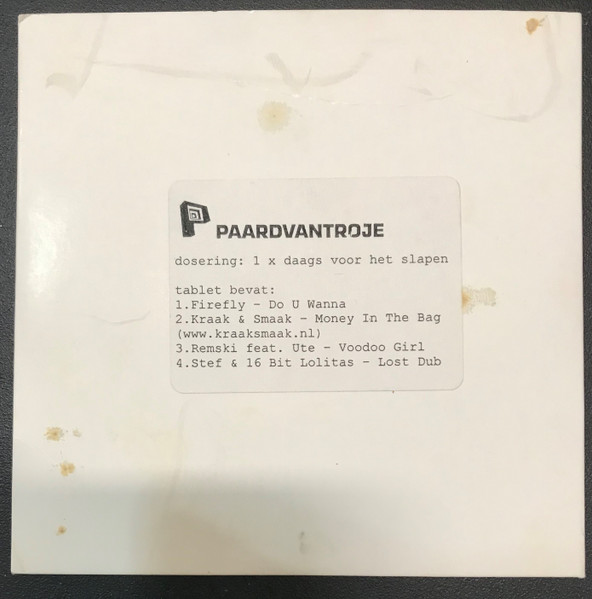 PAARDVANTROJE
dosering: 1 x daags voor het slapen
tablet bevat:
1.Firefly - Do U Wanna
2.Kraak & Smaak - Money In The Bag
(www.kraaksmaak.nl)
3.Remski feat. Ute - Voodoo Girl
4.Stef & 16 Bit Lolitas - Lost Dub